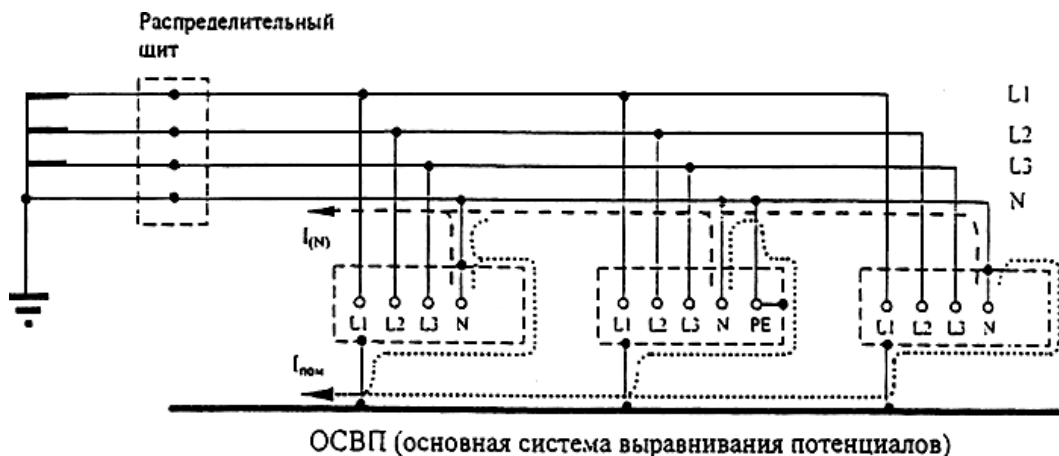 Распределительный
щит
L1
L2
L3
N
I(N)
L1 L2 L3 N
L1 L2 L3 N PE
L1 L2 L3 N
Iпом
ОСВП (основная система выравнивания потенциалов)